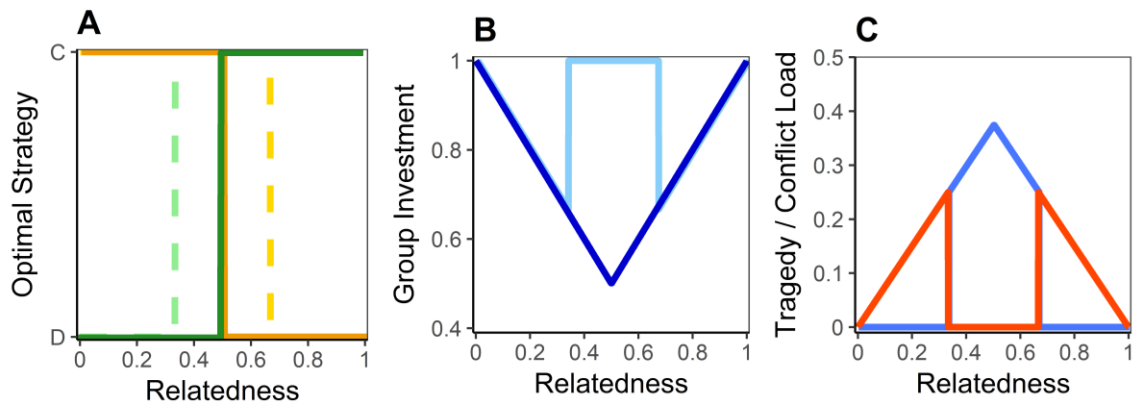 A
Optimal Strategy
C
D
0
0.2
0.4
0.6
0.8
1
Relatedness
B
Group Investment
1
0.8
0.6
0.4
0
0.2
0.4
0.6
0.8
1
Relatedness
C
Tragedy / Conflict Load
0.5
0.4
0.3
0.2
0.1
0
0
0.2
0.4
0.6
0.8
1
Relatedness